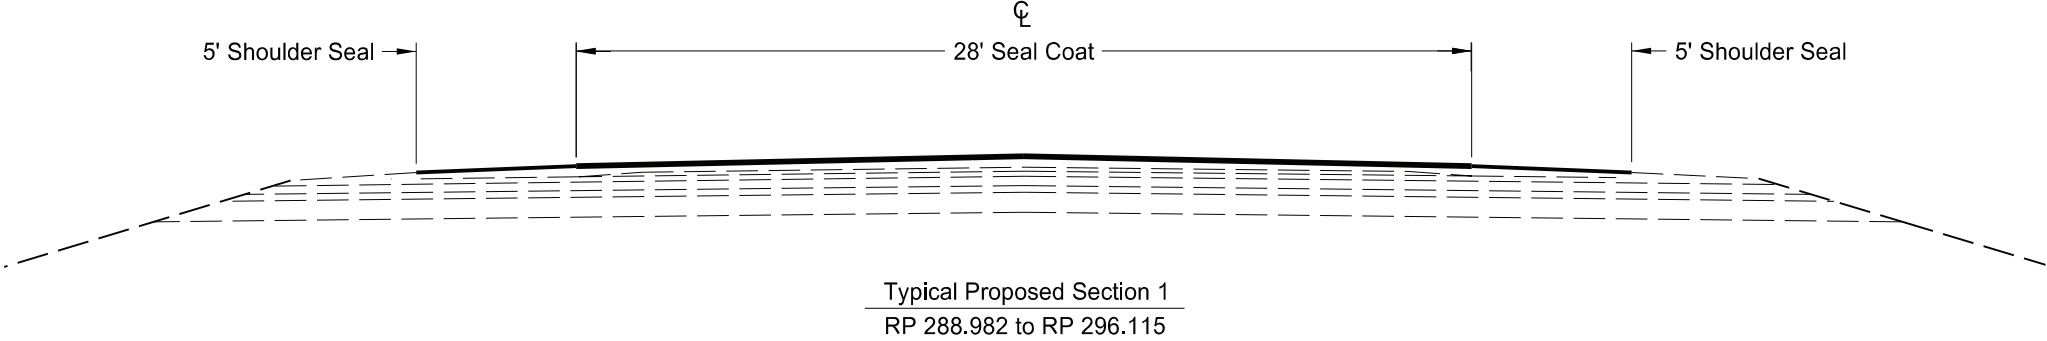 ℄
5' Shoulder Seal
28' Seal Coat
5' Shoulder Seal
Typical Proposed Section 1
RP 288.982 to RP 296.115